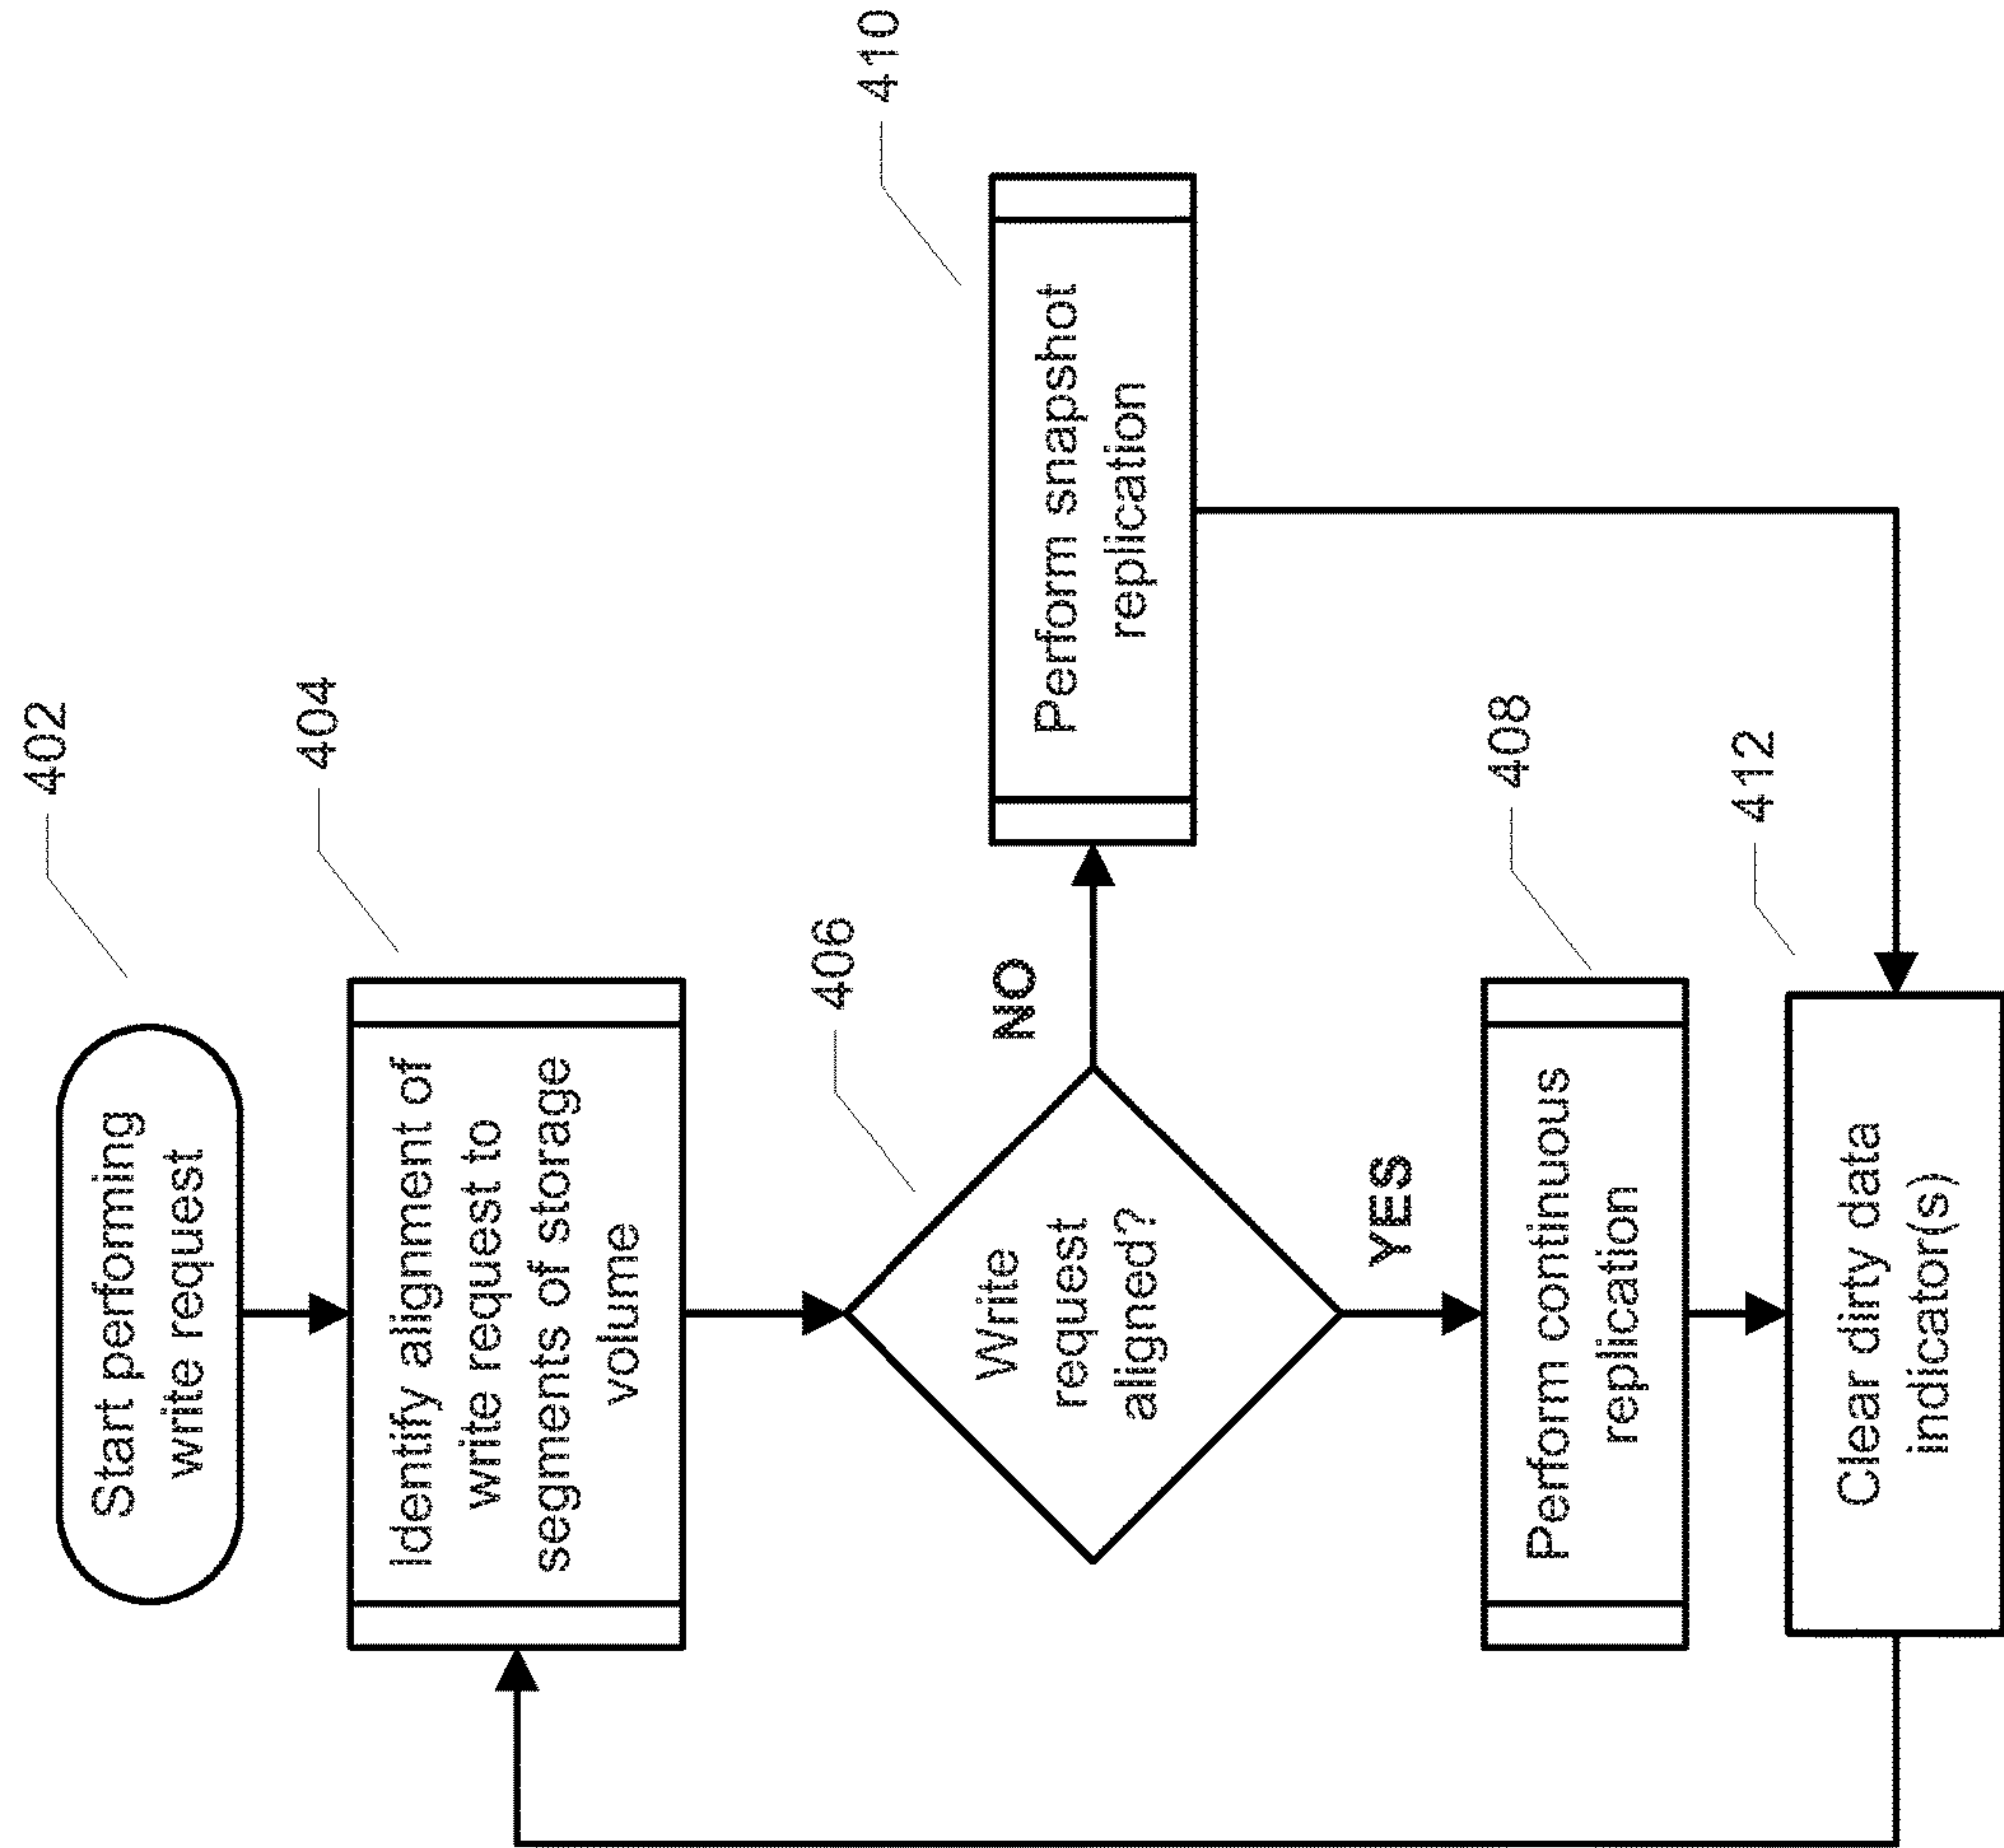 402
Start performing
write request
404
Identify alignment of
write request to
segments of storage
volume
406
Write
request
aligned?
NO
410
Perform snapshot
replication
YES
408
Perform continuous
replication
412
Clear dirty data
indicator(s)